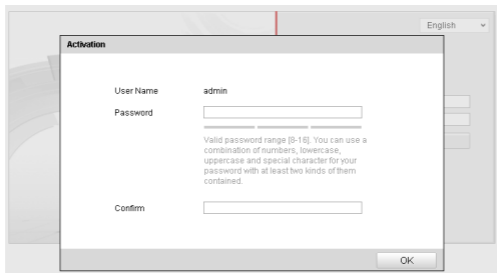 English
Activation
User Name admin
Password
Valid password range [8-16]. You can use a
combination of numbers, lowercase,
uppercase and special character for your
password with at least two kinds of them
contained.
Confirm
OK